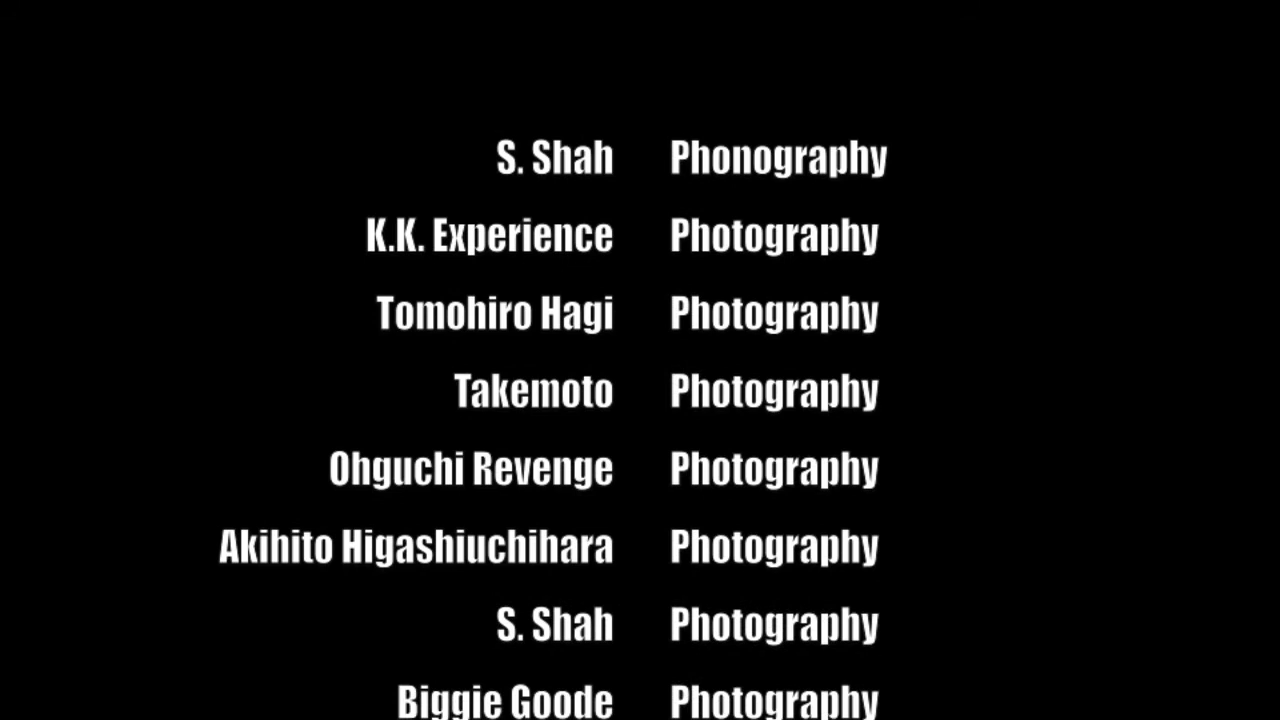 S. Shah Phonography
K.K. Experience Photography
Tomohiro Hagi Photography
Takemoto Photography
Ohguchi Revenge Photography
Akihito Higashiuchihara Photography
S. Shah Photography
Biggie Goode Photography